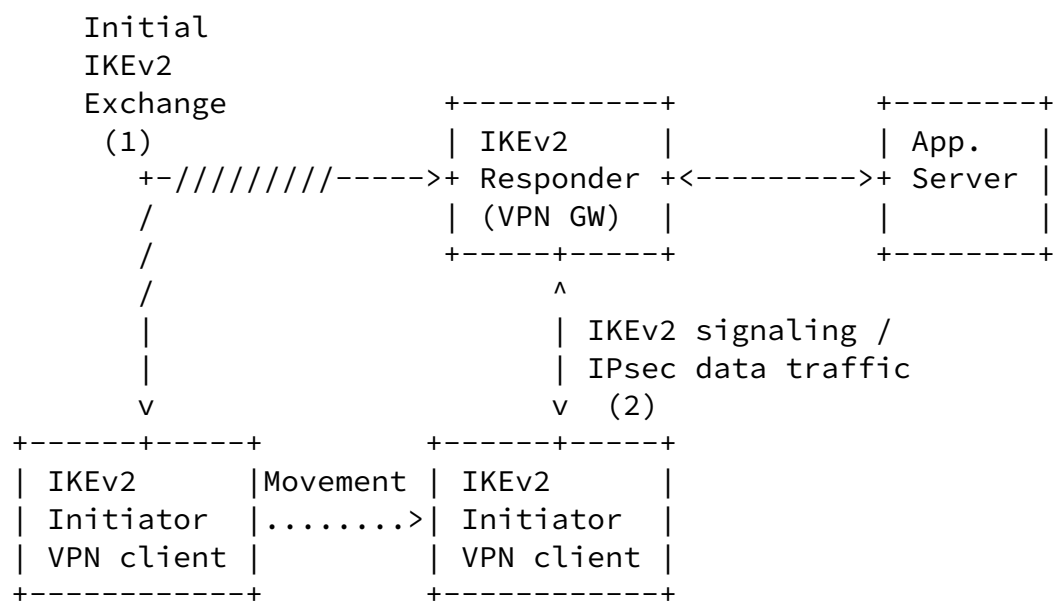 Initial
IKEv2
Exchange              +-----------+            +--------+
 (1)                  | IKEv2     |            | App.   |
   +-/////////----->+ Responder +<--------->+ Server |
   /                  | (VPN GW)  |            |        |
   /                  +-----+-----+            +--------+
   /                        ^
   |                        | IKEv2 signaling /
   |                        | IPsec data traffic
   v                        v  (2)
+------+-----+          +------+-----+
| IKEv2      |Movement | IKEv2      |
| Initiator  |........>| Initiator  |
| VPN client |         | VPN client |
+------------+          +------------+